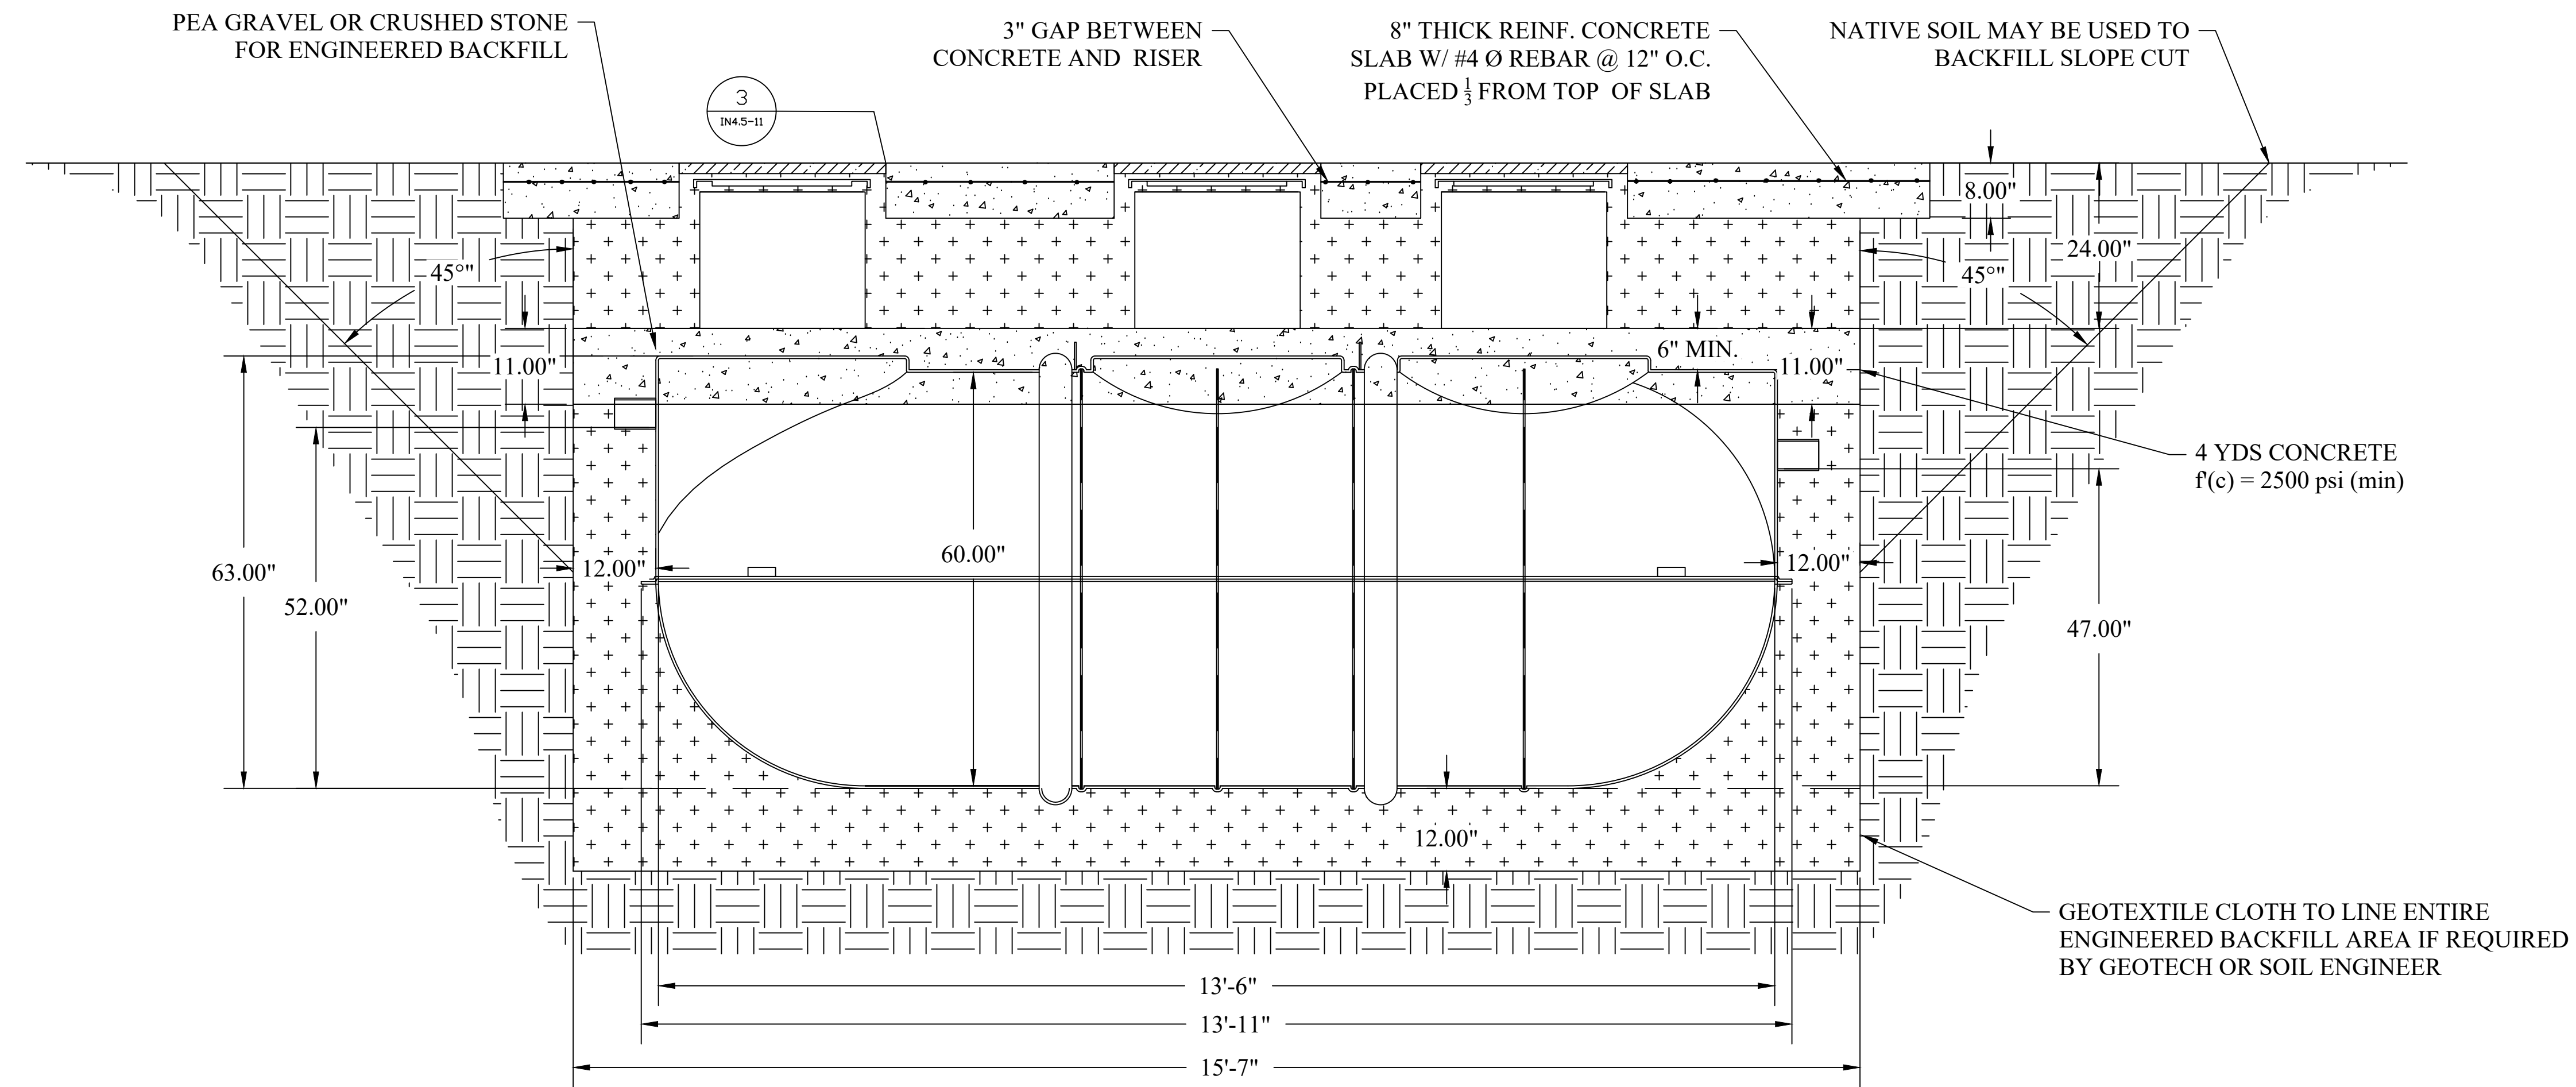 PEA GRAVEL OR CRUSHED STONE
FOR ENGINEERED BACKFILL
3" GAP BETWEEN
CONCRETE AND RISER
8" THICK REINF. CONCRETE
SLAB W/ #4 Ø REBAR @ 12" O.C.
PLACED 1/3 FROM TOP OF SLAB
NATIVE SOIL MAY BE USED TO
BACKFILL SLOPE CUT
3
IN4.5-11
8.00"
24.00"
45°"
45°"
6" MIN.
11.00"
11.00"
4 YDS CONCRETE
f'(c) = 2500 psi (min)
60.00"
12.00"
12.00"
63.00"
52.00"
47.00"
12.00"
GEOTEXTILE CLOTH TO LINE ENTIRE
ENGINEERED BACKFILL AREA IF REQUIRED
BY GEOTECH OR SOIL ENGINEER
13'-6"
13'-11"
15'-7"